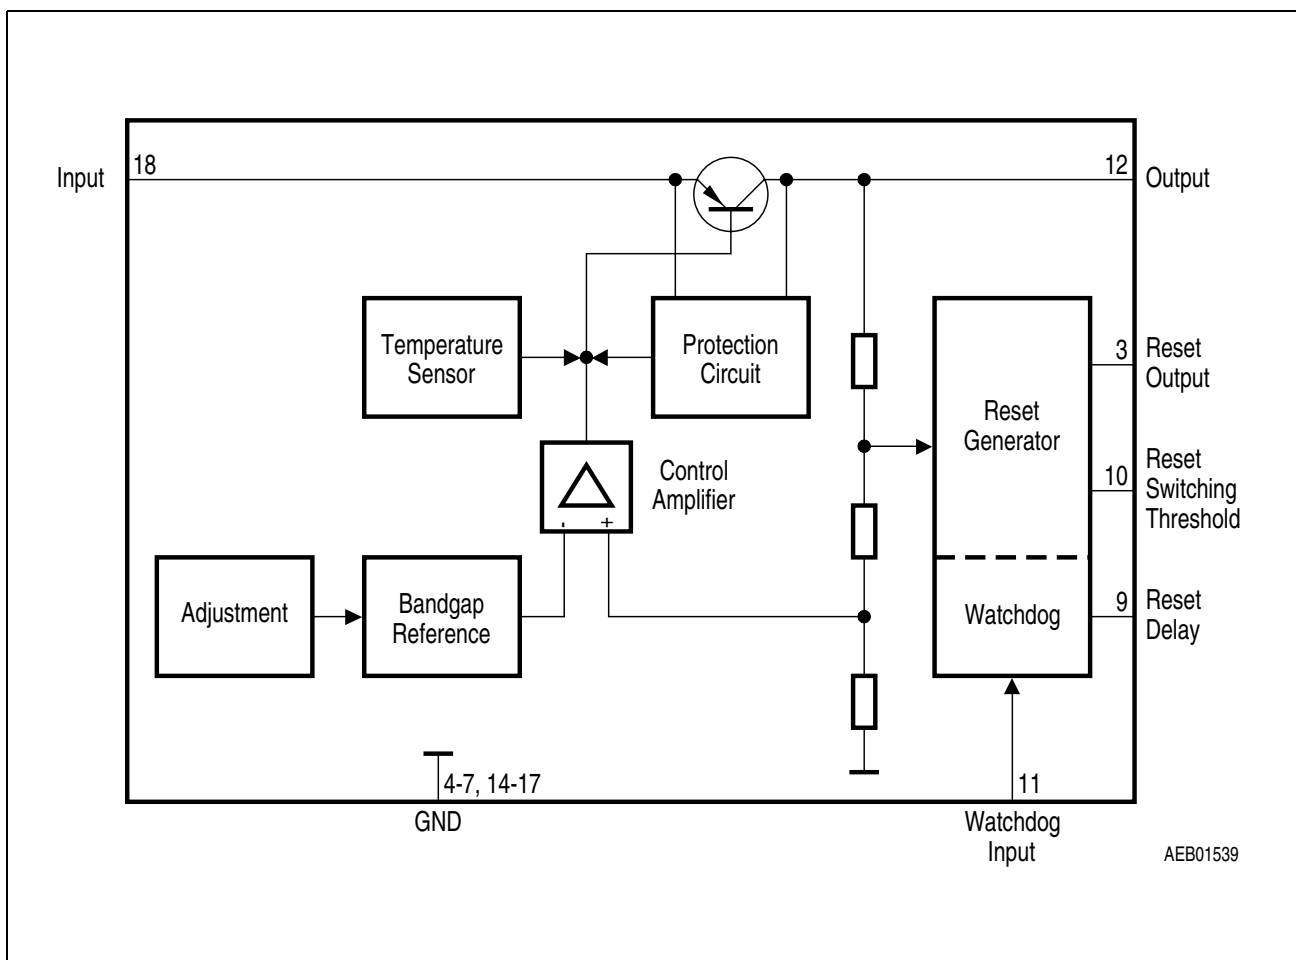 Input
18
12
Output
Temperature
Sensor
Protection
Circuit
3
Reset
Output
Reset
Generator
Control
Amplifier
10
Reset
Switching
Threshold
- +
Adjustment
Bandgap
Reference
Watchdog
9
Reset
Delay
4-7, 14-17
GND
11
Watchdog
Input
AEB01539